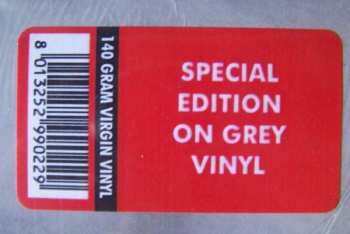 8 013252 990229
140 GRAM VIRGIN VINYL
SPECIAL
EDITION
ON GREY
VINYL